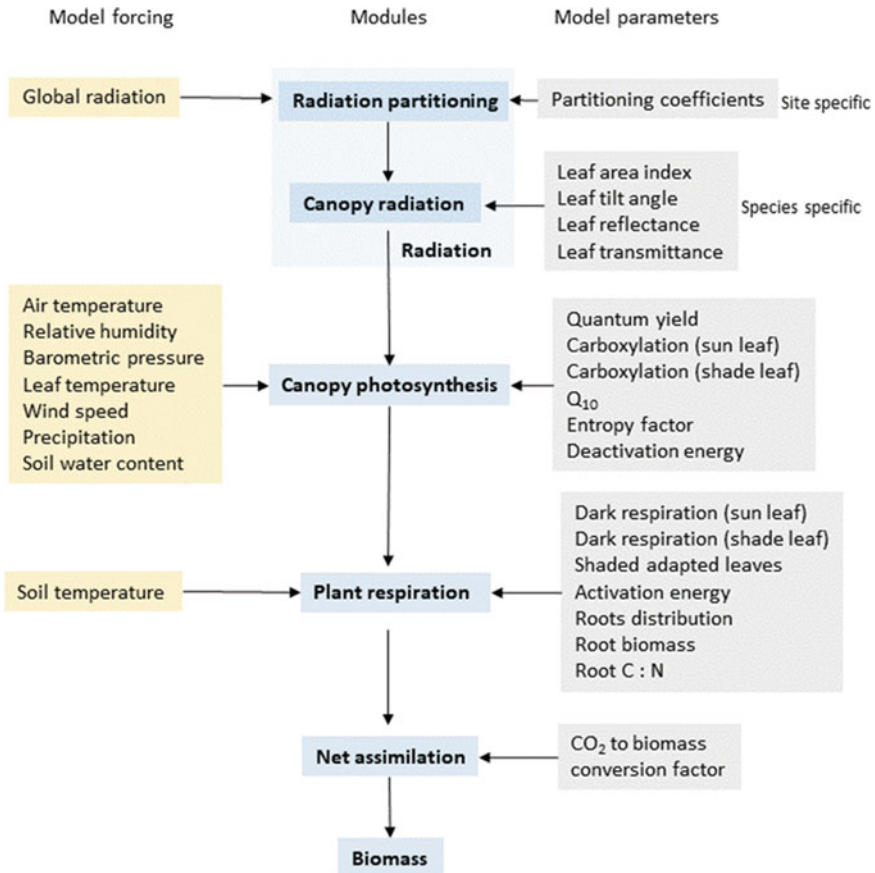 Model forcing
Modules
Model parameters
Global radiation
Radiation partitioning
Partitioning coefficients
Site specific
Canopy radiation
Leaf area index
Leaf tilt angle
Leaf reflectance
Leaf transmittance
Species specific
Radiation
Air temperature
Relative humidity
Barometric pressure
Leaf temperature
Wind speed
Precipitation
Soil water content
Canopy photosynthesis
Quantum yield
Carboxylation (sun leaf)
Carboxylation (shade leaf)
Q₁₀
Entropy factor
Deactivation energy
Soil temperature
Plant respiration
Dark respiration (sun leaf)
Dark respiration (shade leaf)
Shaded adapted leaves
Activation energy
Roots distribution
Root biomass
Root C : N
Net assimilation
CO₂ to biomass
conversion factor
Biomass